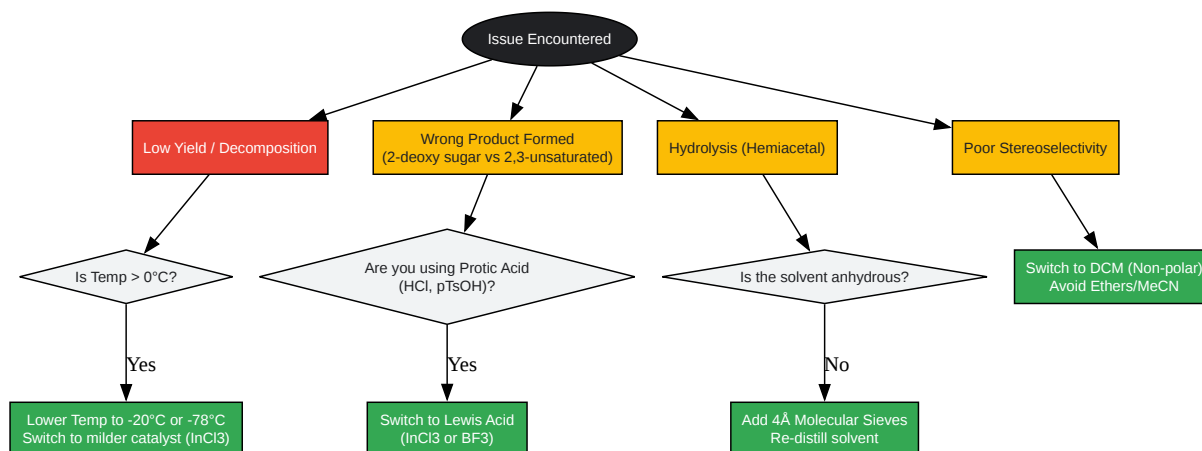 Issue Encountered
Low Yield / Decomposition
Wrong Product Formed
(2-deoxy sugar vs 2,3-unsaturated)
Hydrolysis (Hemiacetal)
Poor Stereoselectivity
Is Temp > 0°C?
Are you using Protic Acid
(HCl, pTsOH)?
Is the solvent anhydrous?
Switch to DCM (Non-polar)
Avoid Ethers/MeCN
Yes
Yes
No
Lower Temp to -20°C or -78°C
Switch to milder catalyst (InCl3)
Switch to Lewis Acid
(InCl3 or BF3)
Add 4Å Molecular Sieves
Re-distill solvent